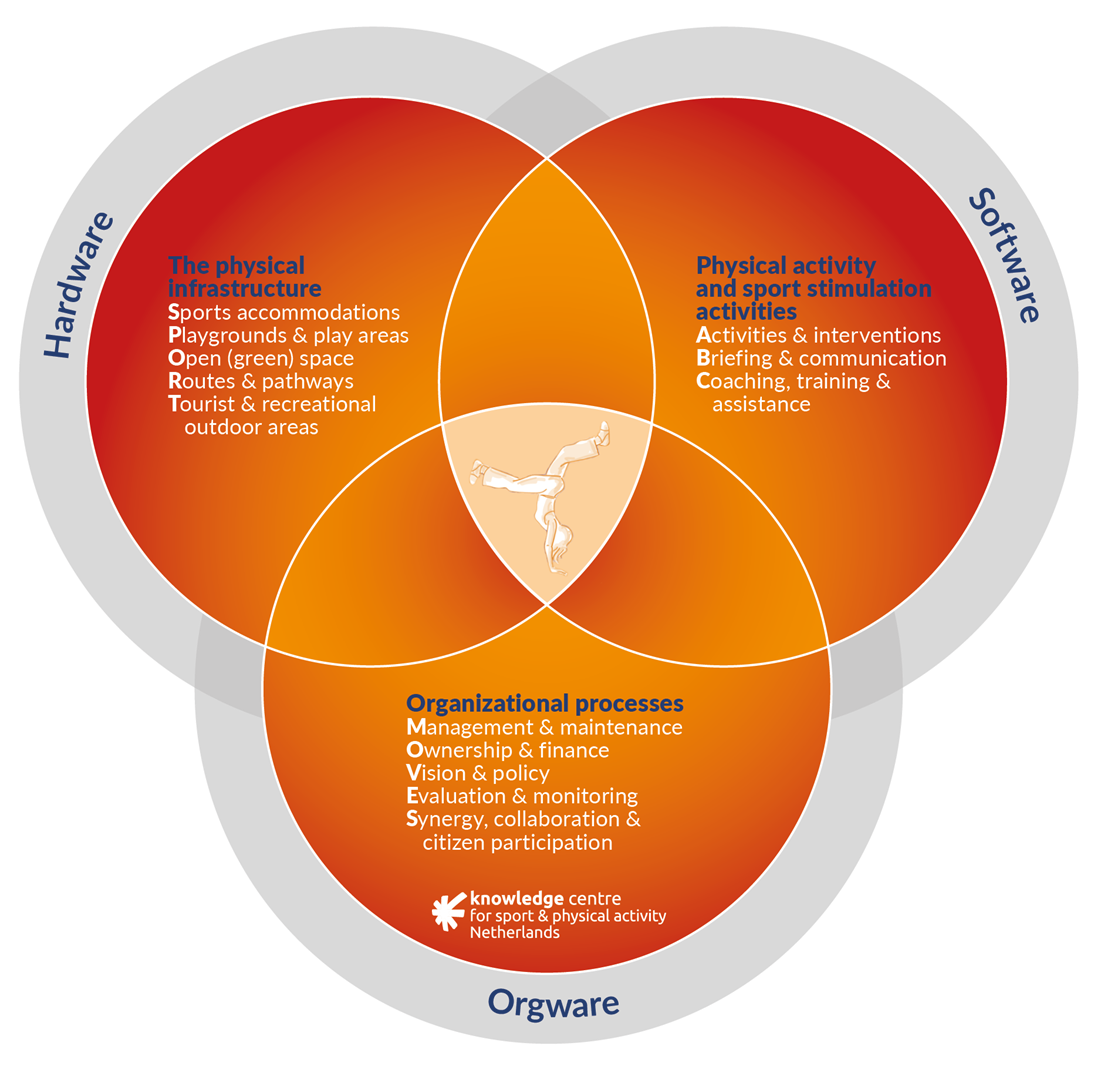 Hardware
The physical
infrastructure
Sports accommodations
Playgrounds & play areas
Open (green) space
Routes & pathways
Tourist & recreational
outdoor areas
Software
Physical activity
and sport stimulation
activities
Activities & interventions
Briefing & communication
Coaching, training &
assistance
Organizational processes
Management & maintenance
Ownership & finance
Vision & policy
Evaluation & monitoring
Synergy, collaboration &
citizen participation
knowledge centre
for sport & physical activity
Netherlands
Orgware